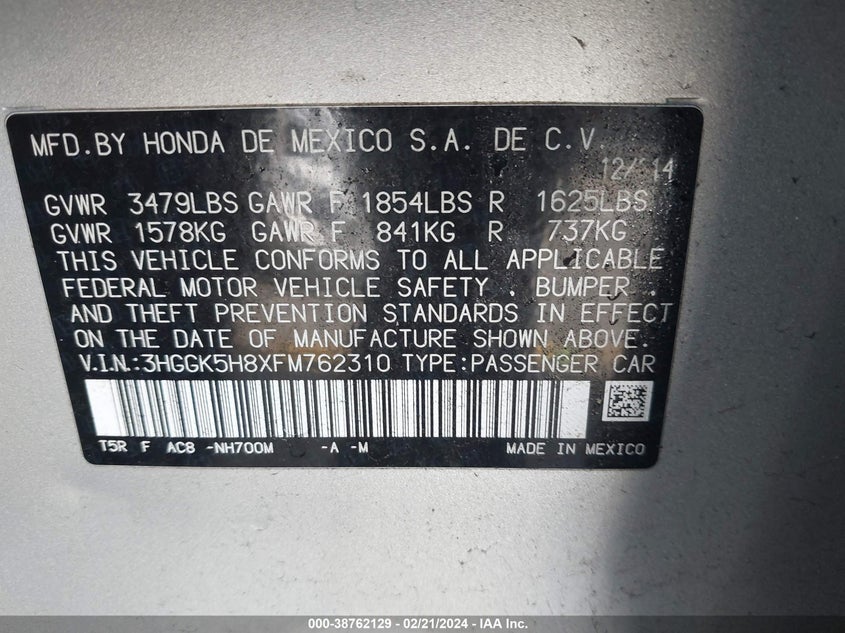 MFD.BY HONDA DE MEXICO S.A. DE C.V.
12/14
GVWR 3479LBS GAWR F 1854LBS R 1625LBS
GVWR 1578KG GAWR F 841KG R 737KG
THIS VEHICLE CONFORMS TO ALL APPLICABLE
FEDERAL MOTOR VEHICLE SAFETY , BUMPER ,
AND THEFT PREVENTION STANDARDS IN EFFECT
ON THE DATE OF MANUFACTURE SHOWN ABOVE.
V.I.N.:3HGGK5H8XFM762310 TYPE:PASSENGER CAR
T5R F AC8 -NH700M -A -M MADE IN MEXICO
000-38762129 - 02/21/2024 - IAA Inc.